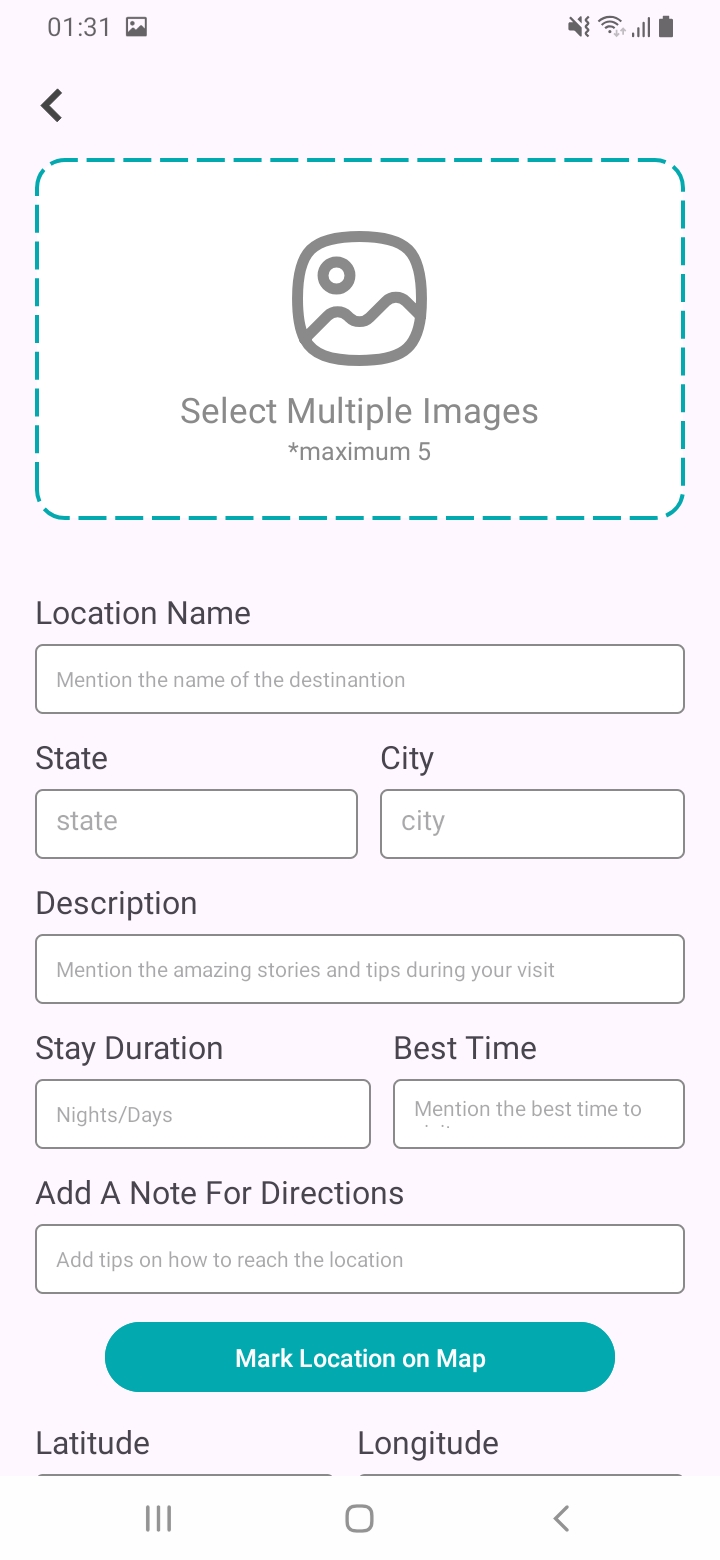 01:31
Select Multiple Images
*maximum 5
Location Name
Mention the name of the destinantion
State City
state city
Description
Mention the amazing stories and tips during your visit
Stay Duration Best Time
Nights/Days Mention the best time to
Add A Note For Directions
Add tips on how to reach the location
Mark Location on Map
Latitude Longitude